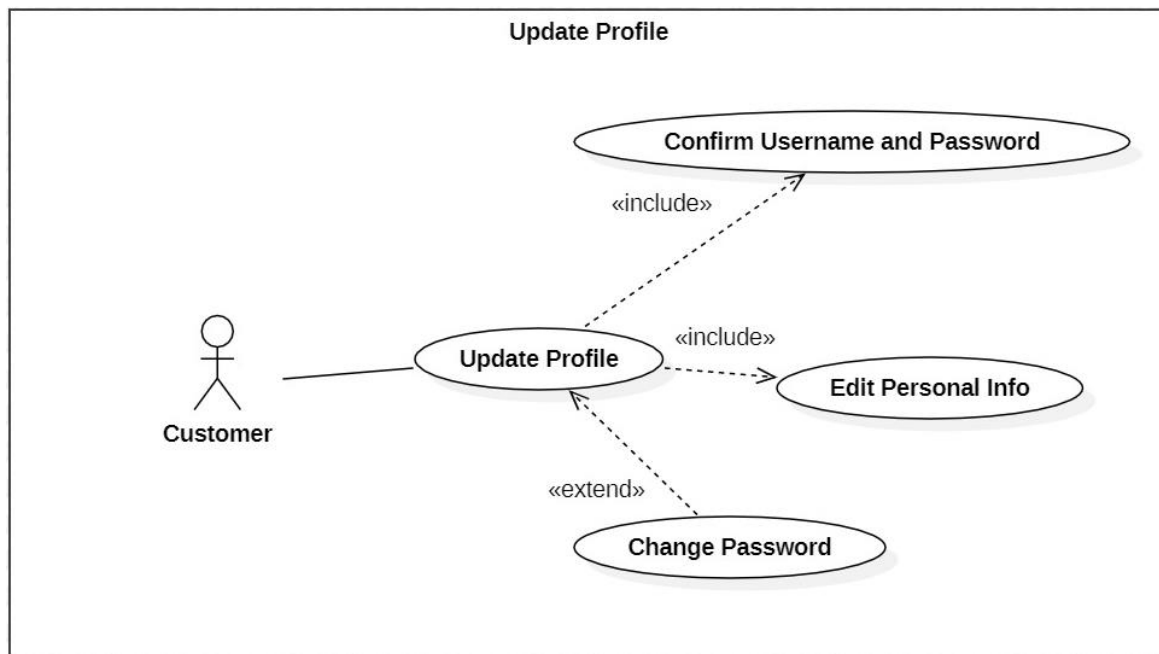 Update Profile
Confirm Username and Password
«include»
«include»
Update Profile
Edit Personal Info
Customer
«extend»
Change Password